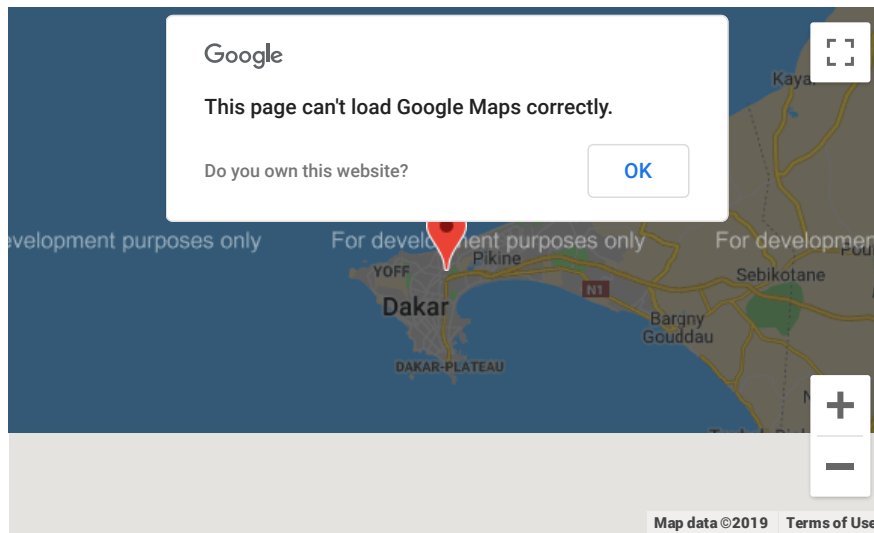 Google
This page can't load Google Maps correctly.
Do you own this website?
OK
evelopment purposes only
For development purposes only
For developmen
YOFF
Pikine
Dakar
N1
Sebikotane
Bargny
Gouddau
DAKAR-PLATEAU
Kaya
Map data ©2019
Terms of Use